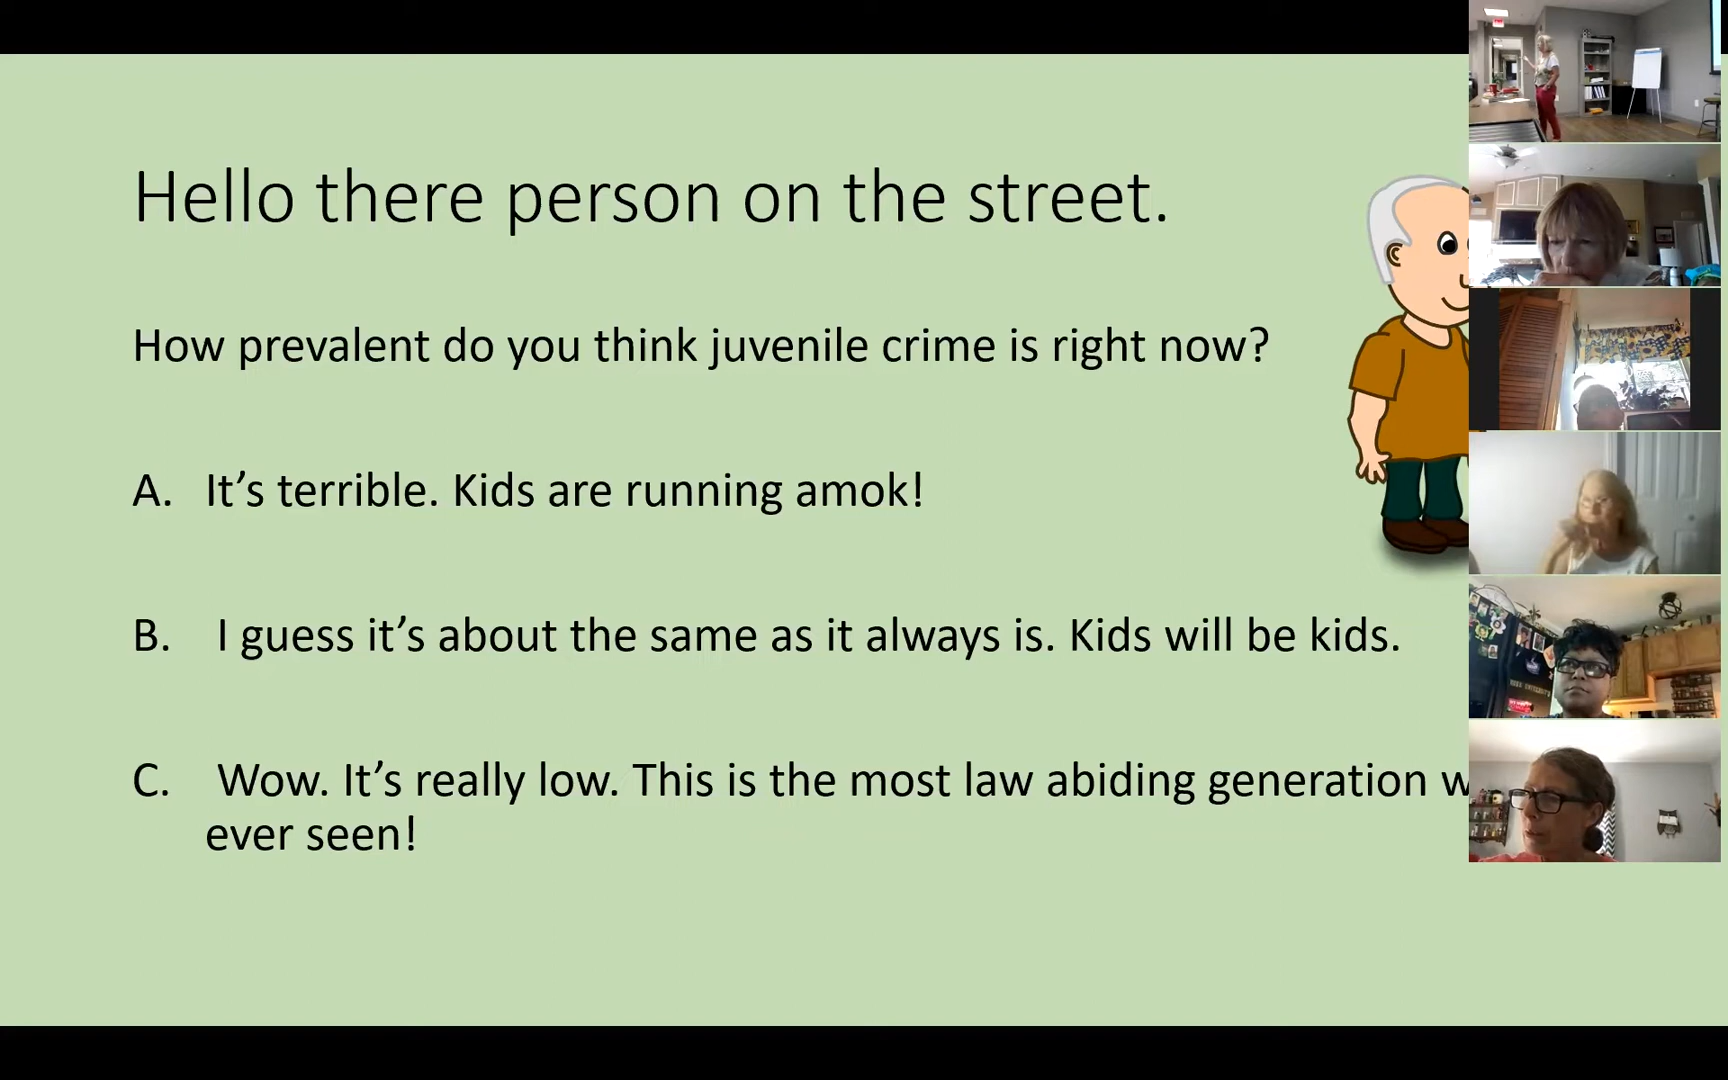 Hello there person on the street.
How prevalent do you think juvenile crime is right now?
A. It’s terrible. Kids are running amok!
B. I guess it’s about the same as it always is. Kids will be kids.
C. Wow. It’s really low. This is the most law abiding generation
ever seen!